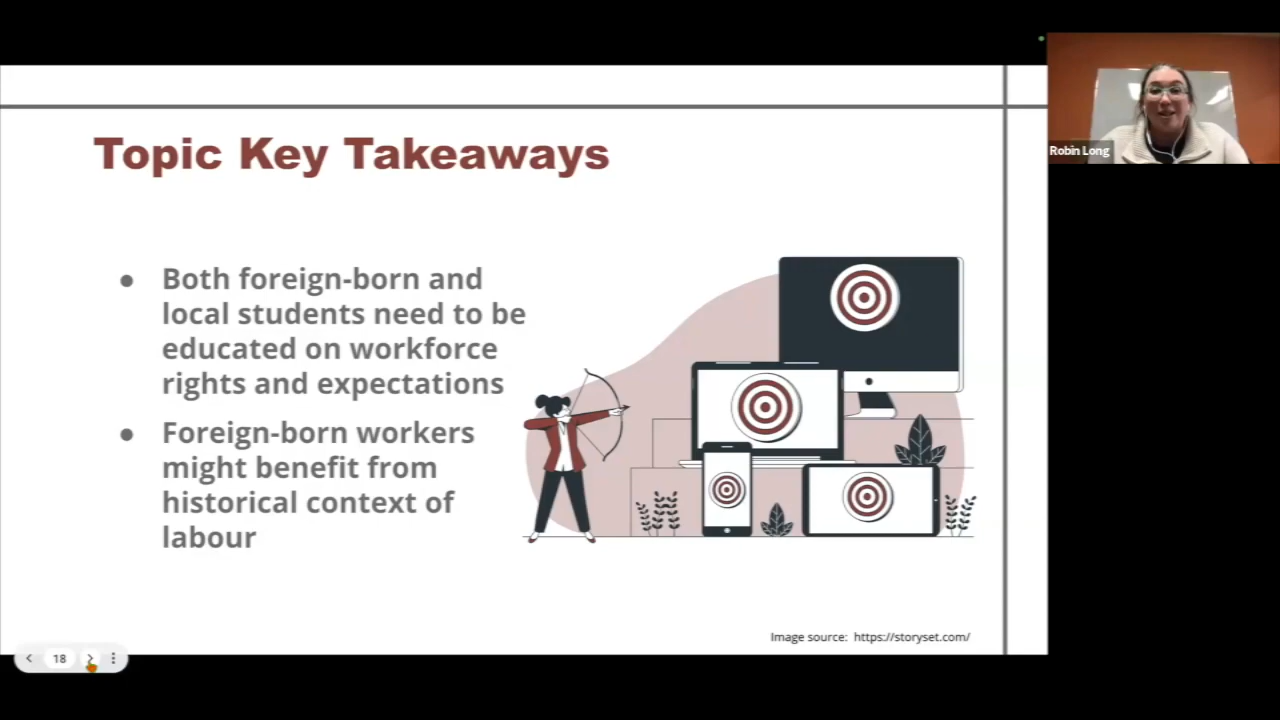 Topic Key Takeaways
● Both foreign-born and
local students need to be
educated on workforce
rights and expectations
● Foreign-born workers
might benefit from
historical context of
labour
Image source: https://storyset.com/
18
Robin Long